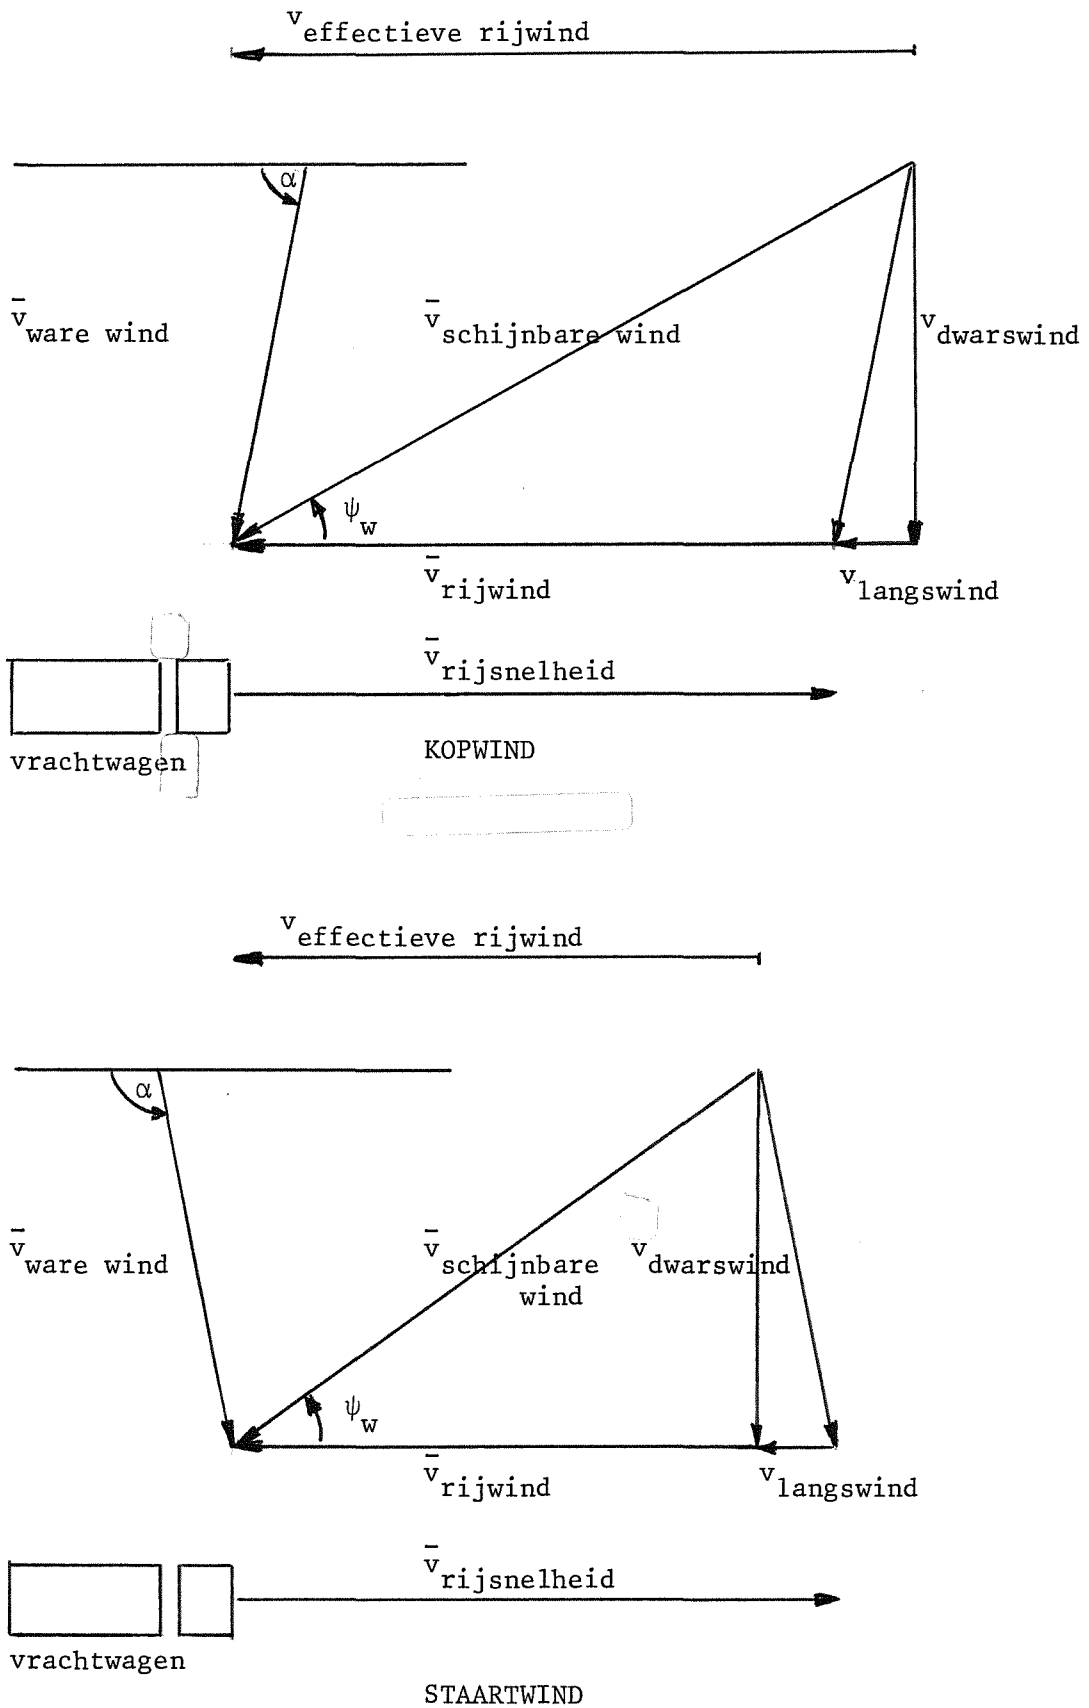 v effectieve rijwind
α
v̄ ware wind
v̄ schijnbare wind
v dwarswind
ψ w
v̄ rijwind
v langswind
v̄ rijsnelheid
vrachtwagen
KOPWIND
v effectieve rijwind
α
v̄ ware wind
v̄ schijnbare
wind
v dwarswind
ψ w
v̄ rijwind
v langswind
v̄ rijsnelheid
vrachtwagen
STAARTWIND